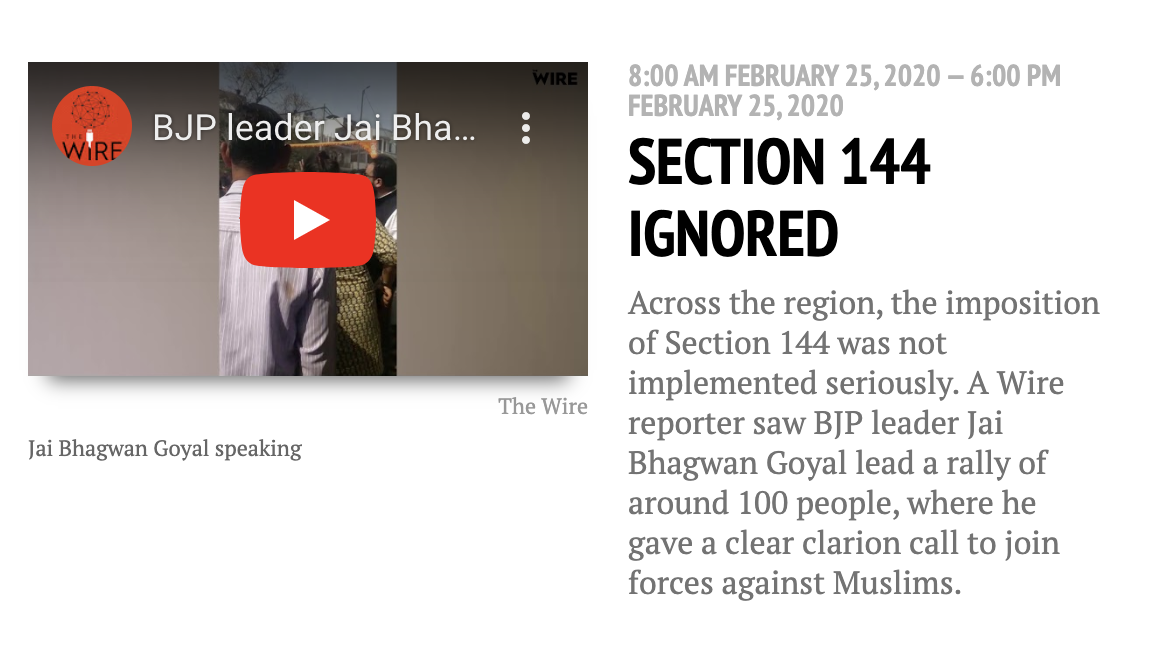 WIRE
THE
WiRE
BJP leader Jai Bha...
The Wire
Jai Bhagwan Goyal speaking
8:00 AM FEBRUARY 25, 2020 — 6:00 PM
FEBRUARY 25, 2020
SECTION 144
IGNORED
Across the region, the imposition
of Section 144 was not
implemented seriously. A Wire
reporter saw BJP leader Jai
Bhagwan Goyal lead a rally of
around 100 people, where he
gave a clear clarion call to join
forces against Muslims.